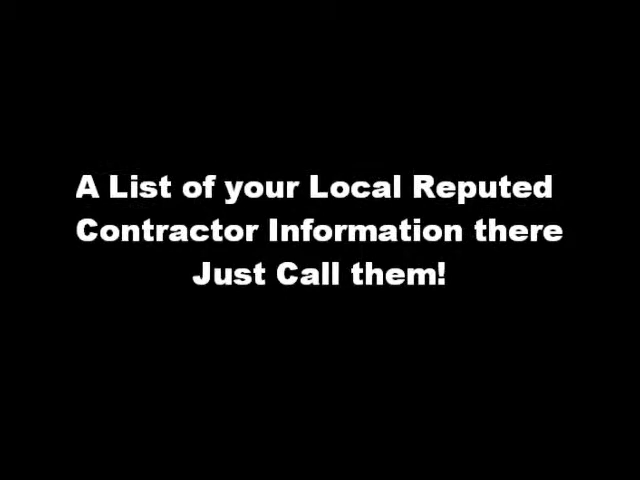 A List of your Local Reputed
Contractor Information there
Just Call them!